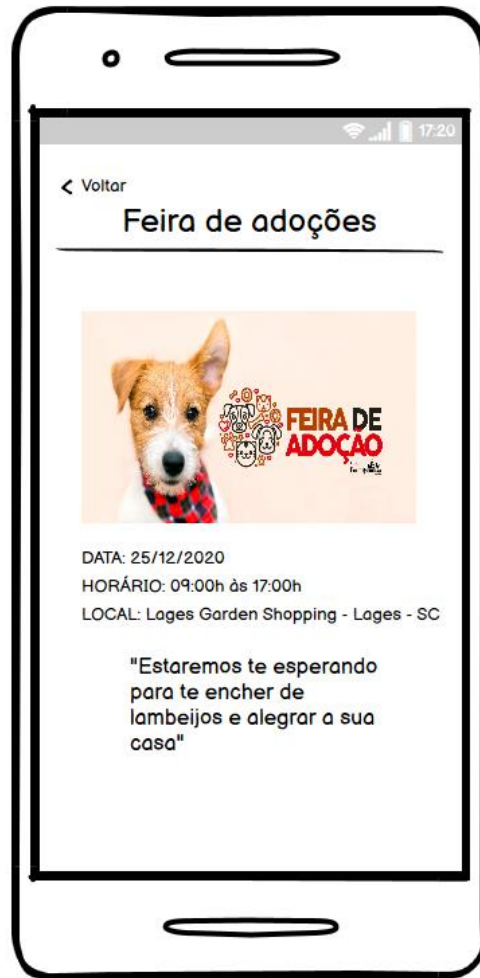 17:20
Voltar
Feira de adoções
FEIRA DE
ADOÇÃO
DATA: 25/12/2020
HORÁRIO: 09:00h às 17:00h
LOCAL: Lages Garden Shopping - Lages - SC
"Estaremos te esperando
para te encher de
lambeijos e alegrar a sua
casa"